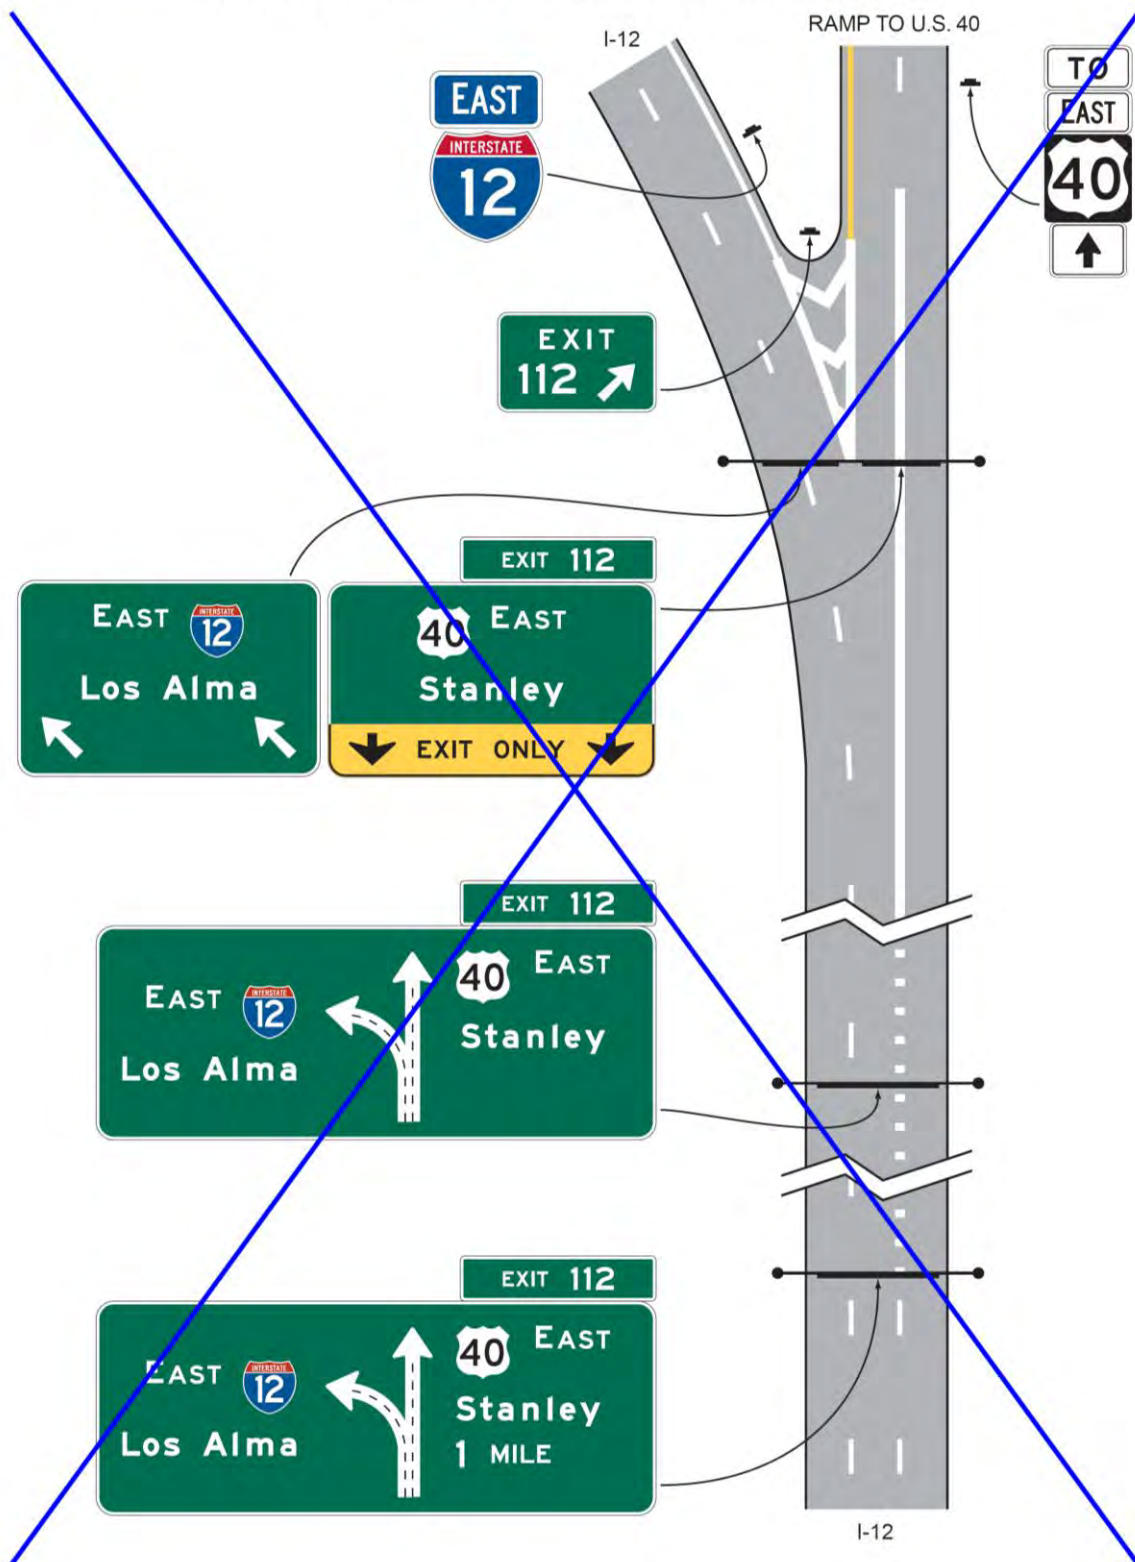 RAMP TO U.S. 40
I-12
TO
EAST
40
EAST
INTERSTATE
12
EXIT
112
EXIT 112
EAST INTERSTATE 12
Los Alma
40 EAST
Stanley
EXIT ONLY
EXIT 112
EAST INTERSTATE 12
Los Alma
40 EAST
Stanley
EXIT 112
EAST INTERSTATE 12
Los Alma
40 EAST
Stanley
1 MILE
I-12